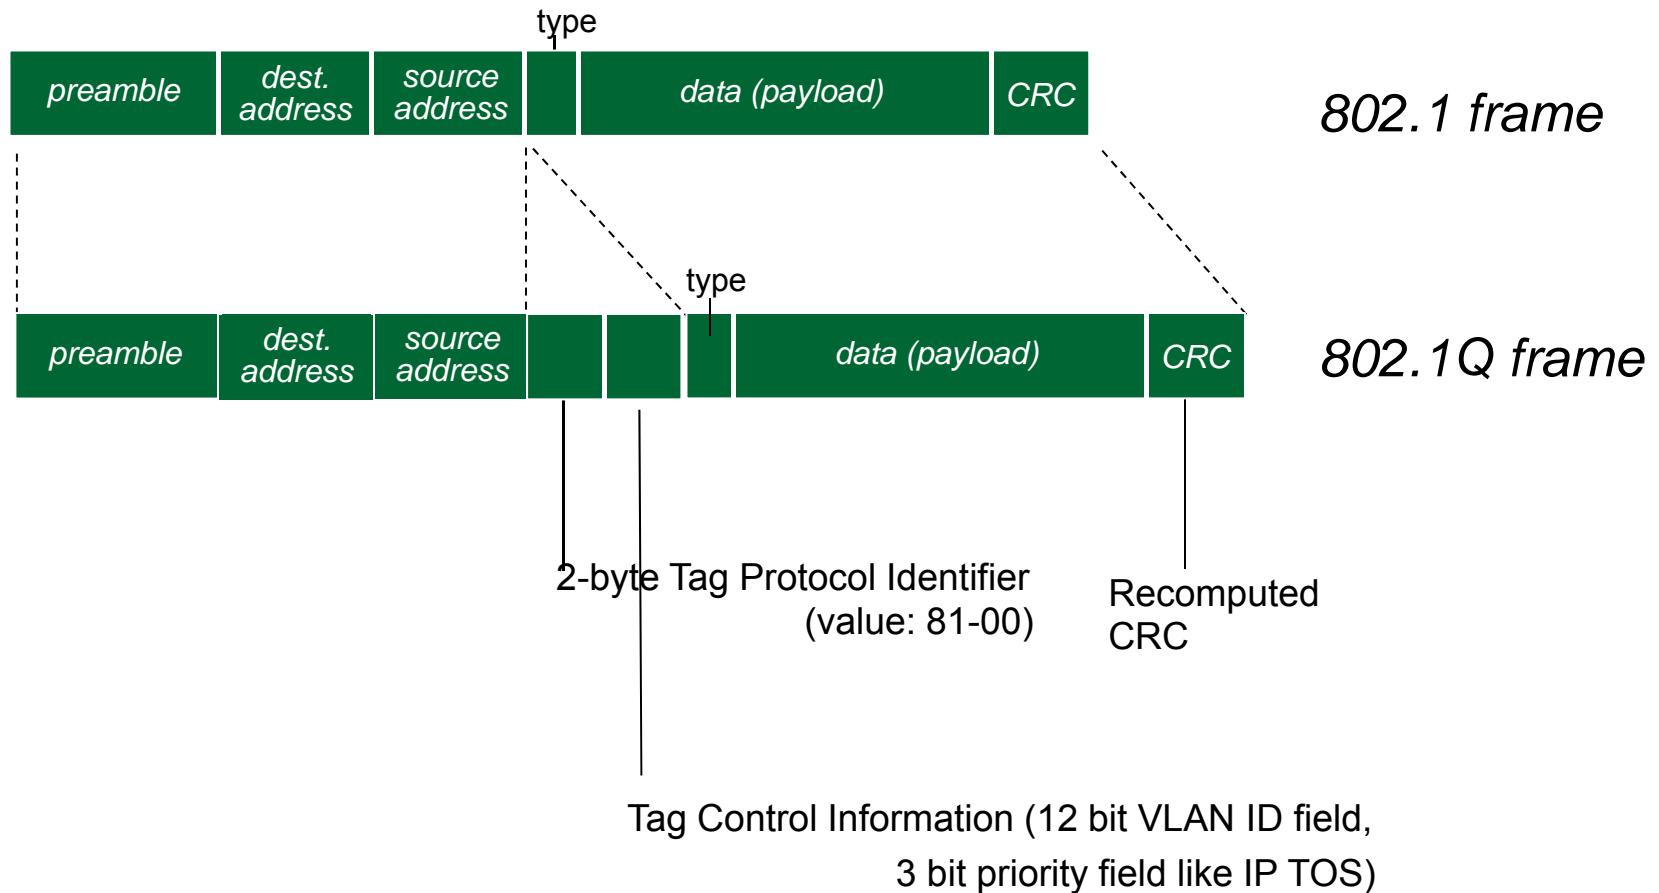 type
preamble
dest.
address
source
address
data (payload)
CRC
802.1 frame
type
preamble
dest.
address
source
address
data (payload)
CRC
802.1Q frame
2-byte Tag Protocol Identifier
(value: 81-00)
Recomputed
CRC
Tag Control Information (12 bit VLAN ID field,
3 bit priority field like IP TOS)